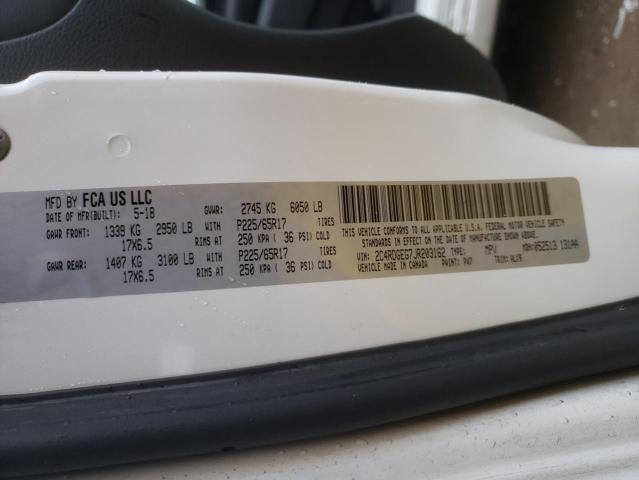 MFD BY FCA US LLC
DATE OF MFR(BUILT): 5-18 GVWR: 2745 KG 6050 LB
GAWR FRONT: 1339 KG 2950 LB WITH P225/65R17 TIRES
17X6.5 RIMS AT 250 KPA ( 36 PSI) COLD
GAWR REAR: 1407 KG 3100 LB WITH P225/65R17 TIRES
17X6.5 RIMS AT 250 KPA ( 36 PSI) COLD
THIS VEHICLE CONFORMS TO ALL APPLICABLE U.S.A. FEDERAL MOTOR VEHICLE SAFETY
STANDARDS IN EFFECT ON THE DATE OF MANUFACTURE SHOWN ABOVE.
VIN: 2C4RDGEG7JR203162 TYPE: MPV MDH: 052513 131AA
VEHICLE MADE IN CANADA PAINT: PW7 TRIM: